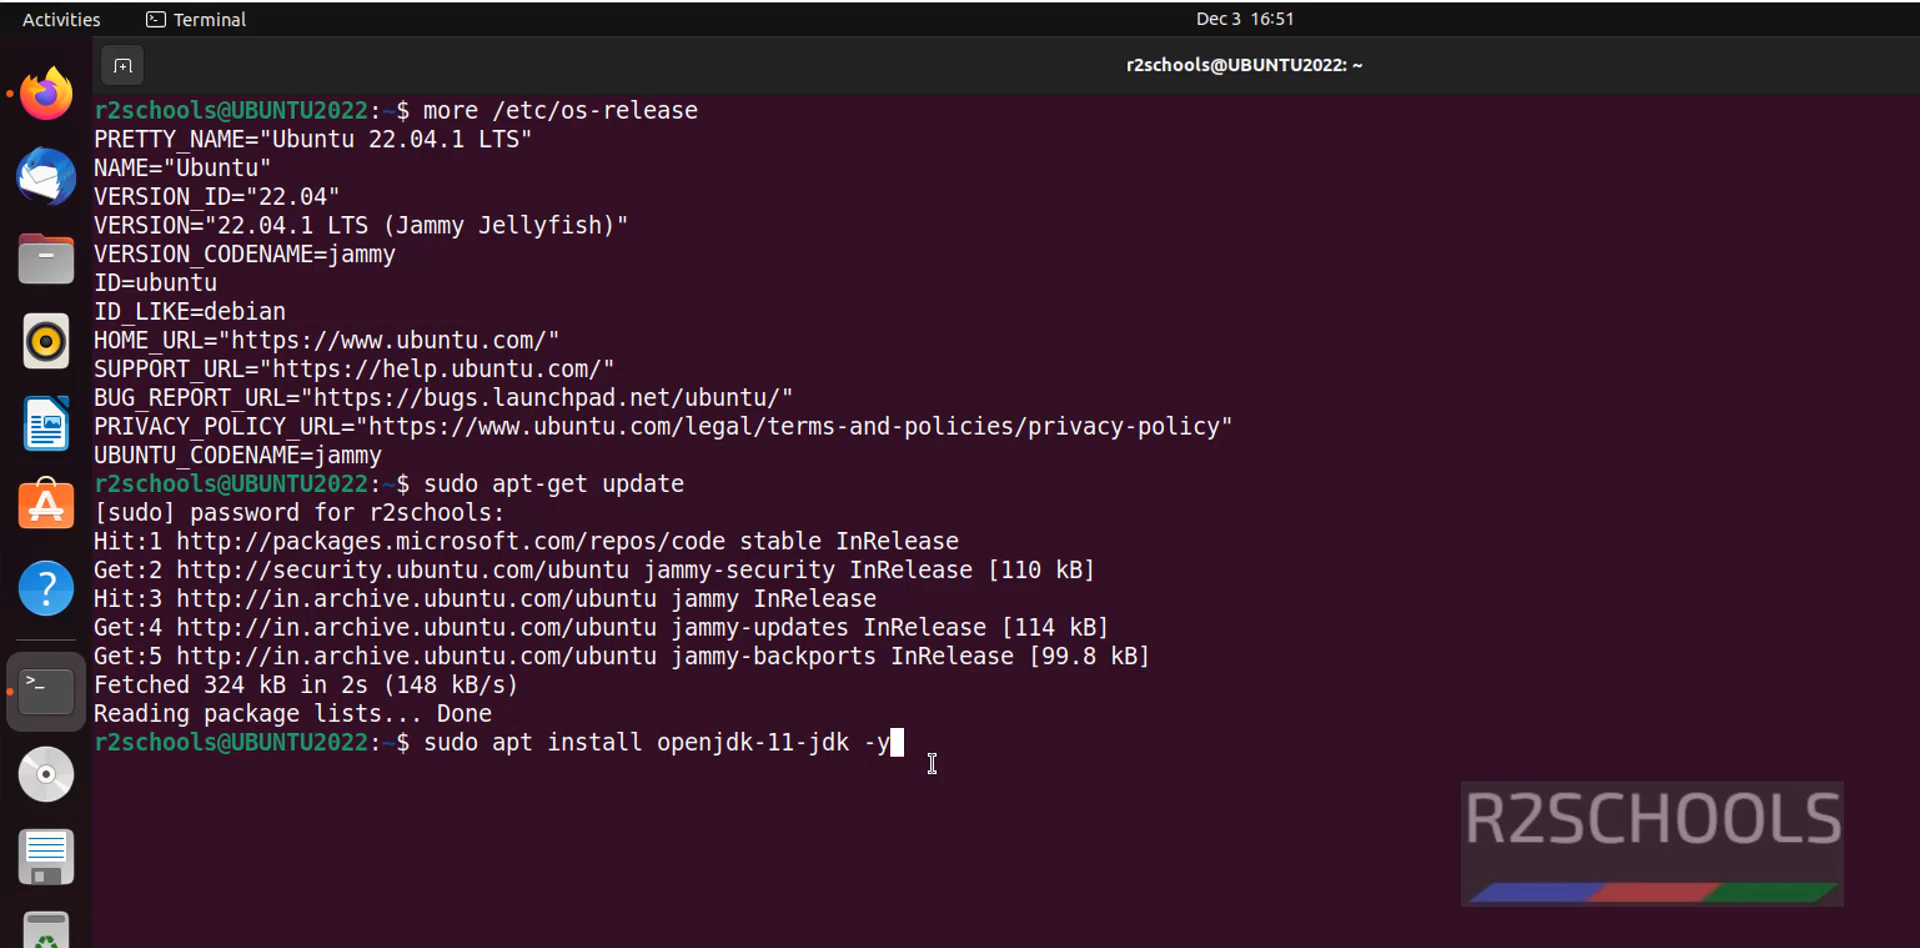 Activities
Terminal
Dec 3 16:51
r2schools@UBUNTU2022: ~
r2schools@UBUNTU2022:~$ more /etc/os-release
PRETTY_NAME="Ubuntu 22.04.1 LTS"
NAME="Ubuntu"
VERSION_ID="22.04"
VERSION="22.04.1 LTS (Jammy Jellyfish)"
VERSION_CODENAME=jammy
ID=ubuntu
ID_LIKE=debian
HOME_URL="https://www.ubuntu.com/"
SUPPORT_URL="https://help.ubuntu.com/"
BUG_REPORT_URL="https://bugs.launchpad.net/ubuntu/"
PRIVACY_POLICY_URL="https://www.ubuntu.com/legal/terms-and-policies/privacy-policy"
UBUNTU_CODENAME=jammy
r2schools@UBUNTU2022:~$ sudo apt-get update
[sudo] password for r2schools:
Hit:1 http://packages.microsoft.com/repos/code stable InRelease
Get:2 http://security.ubuntu.com/ubuntu jammy-security InRelease [110 kB]
Hit:3 http://in.archive.ubuntu.com/ubuntu jammy InRelease
Get:4 http://in.archive.ubuntu.com/ubuntu jammy-updates InRelease [114 kB]
Get:5 http://in.archive.ubuntu.com/ubuntu jammy-backports InRelease [99.8 kB]
Fetched 324 kB in 2s (148 kB/s)
Reading package lists... Done
r2schools@UBUNTU2022:~$ sudo apt install openjdk-11-jdk -y
R2SCHOOLS